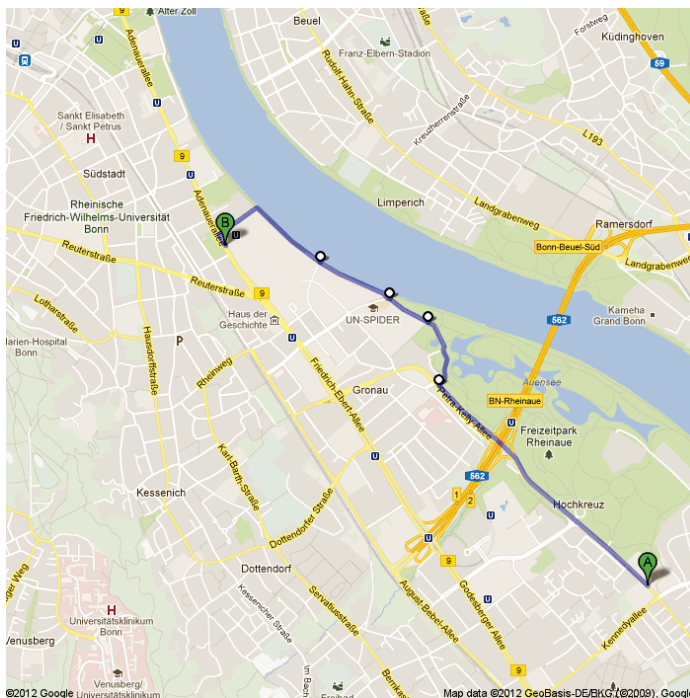 Alter Zoll
Beuel
Küdinghoven
Forstweg
Adenauerallee
9
Franz-Elbern-Stadion
Rudolf-Hahn-Straße
59
Sankt Elisabeth
/ Sankt Petrus
H
Kreuzherrenstraße
L193
Südstadt
9
Rheinische
Friedrich-Wilhelms-Universität
Bonn
Adenauerallee
Limperich
Landgrabenweg
Ramersdorf
B
Bonn-Beuel-Süd
Landgrabenweg
Reuterstraße
Reuterstraße
9
Lotharstraße
Haus der
Geschichte
UN-SPIDER
562
Kameha
Grand Bonn
P
Marien-Hospital
Bonn
Hausdorffstraße
Rheinweg
Friedrich-Ebert-Allee
Gronau
Petra-Kelly-Allee
Auensee
BN-Rheinaue
Freizeitpark
Rheinaue
Karl-Barth-Straße
562
1
2
Kessenich
Hochkreuz
Dottendorfer Straße
Dottendorf
9
A
Kessenicher Straße
Servatiusstraße
August-Bebel-Allee
Godesberger Allee
Kennedyallee
H
Universitätsklinikum
Bonn
Venusberg
Venusberg/
Freibad
©2012 Google
Map data ©2012 GeoBasis-DE/BKG (©2009), Google